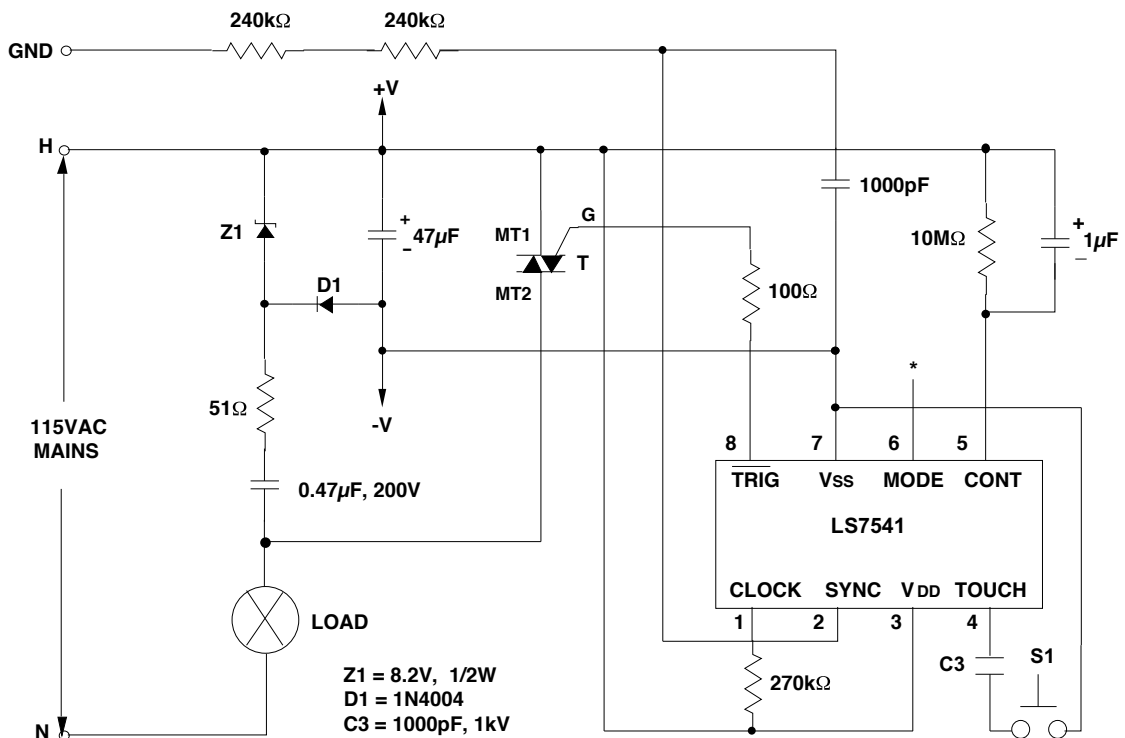 240kΩ
240kΩ
GND
+V
H
1000pF
G
Z1
+
47µF
–
MT1
T
MT2
10MΩ
+
1µF
–
D1
100Ω
51Ω
-V
*
115VAC
MAINS
8
7
6
5
0.47µF, 200V
TRIG
VSS
MODE
CONT
LS7541
CLOCK
SYNC
VDD
TOUCH
LOAD
1
2
3
4
C3
S1
Z1 = 8.2V, 1/2W
270kΩ
D1 = 1N4004
C3 = 1000pF, 1kV
N